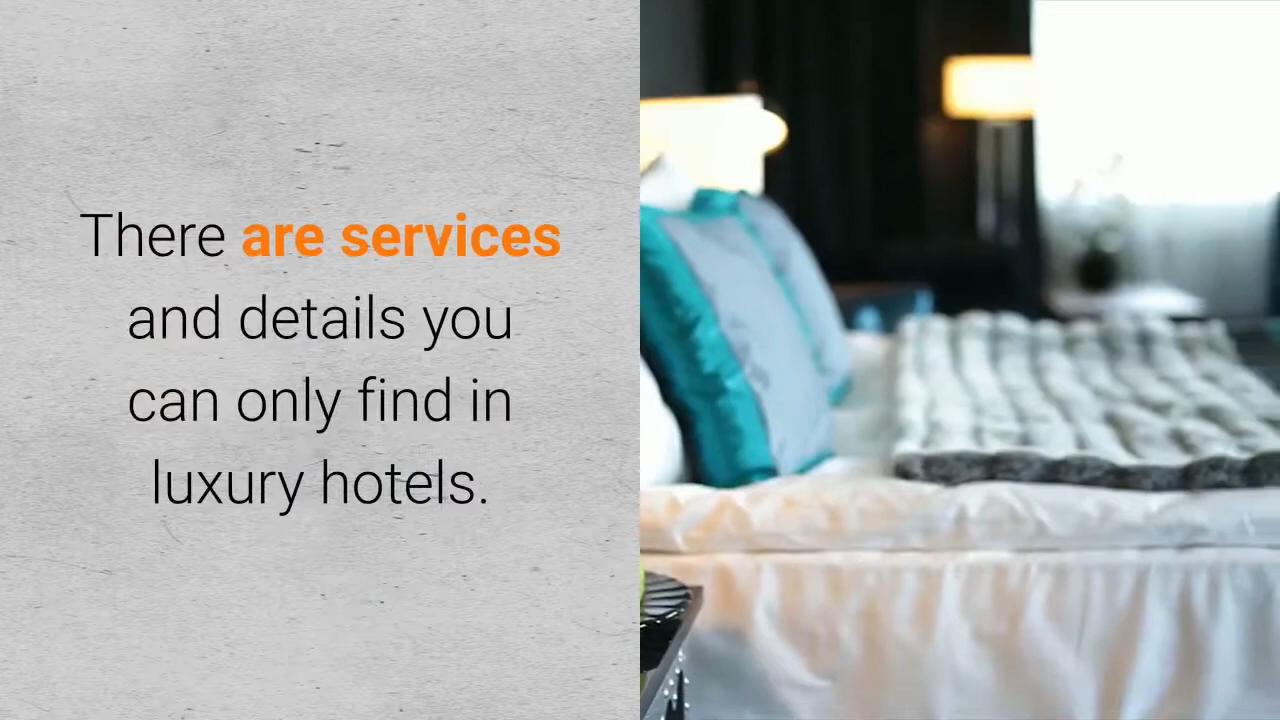 There are services
and details you
can only find in
luxury hotels.